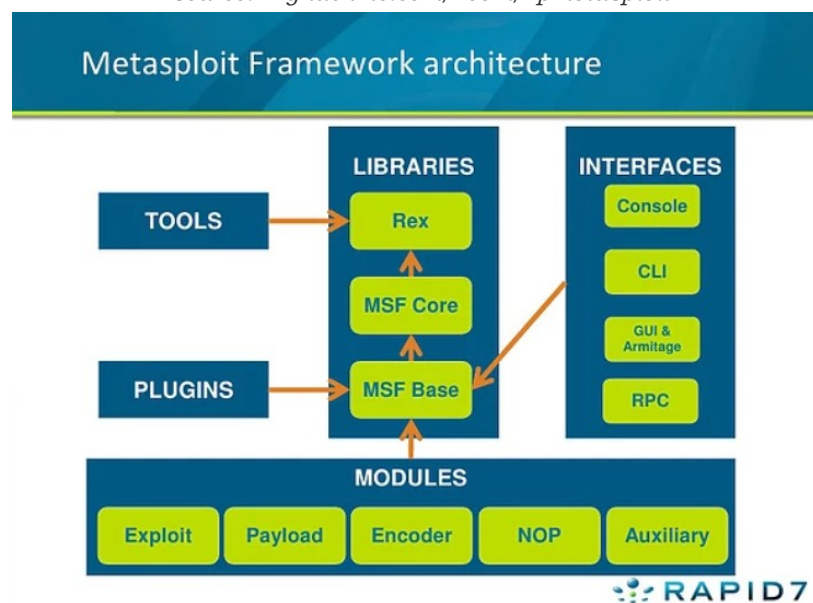 Metasploit Framework architecture
LIBRARIES
INTERFACES
TOOLS
Rex
Console
MSF Core
CLI
GUI &
Armitage
PLUGINS
MSF Base
RPC
MODULES
Exploit
Payload
Encoder
NOP
Auxiliary
RAPID7